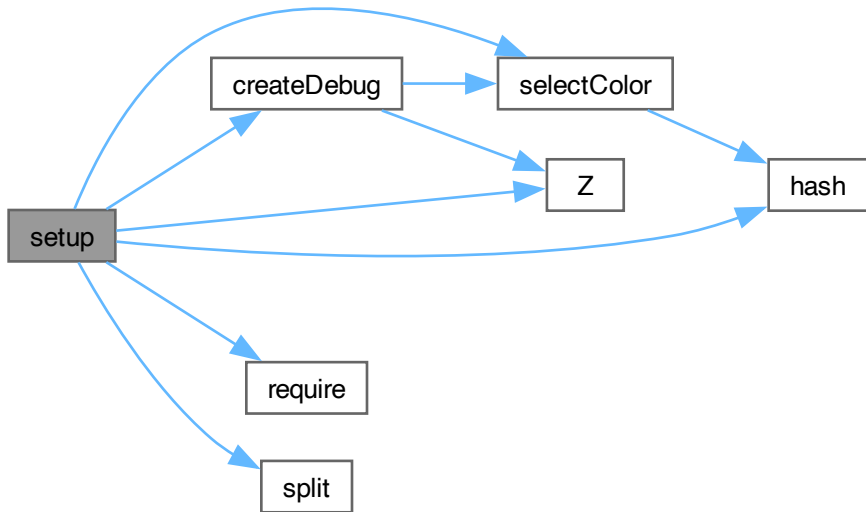 createDebug
selectColor
Z
hash
setup
require
split